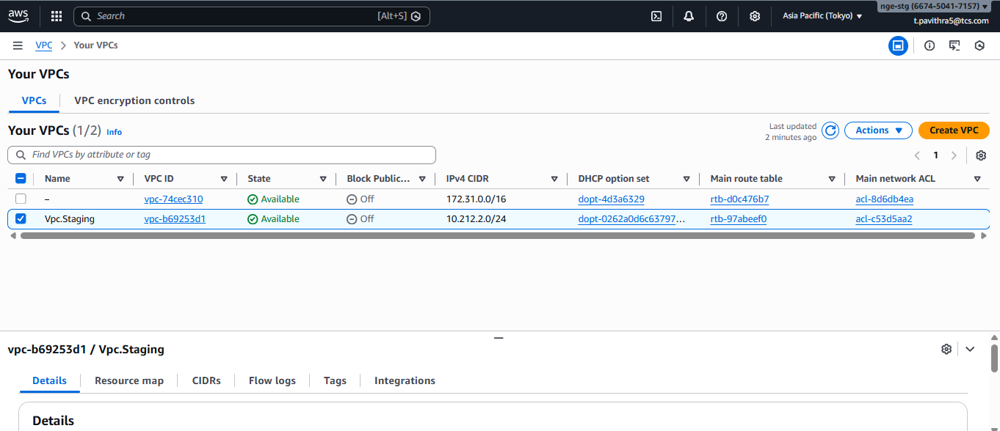 aws Search [Alt+S] Asia Pacific (Tokyo) ▼ nge-stg (6674-5041-7157) ▼
t.pavithra5@tcs.com
VPC > Your VPCs
Your VPCs
VPCs VPC encryption controls
Your VPCs (1/2) Info Last updated 2 minutes ago Actions ▼ Create VPC
Find VPCs by attribute or tag < 1 >
Name VPC ID State Block Public... IPv4 CIDR DHCP option set Main route table Main network ACL
– vpc-74cec310 Available Off 172.31.0.0/16 dopt-4d3a6329 rtb-d0c476b7 acl-8d6db4ea
Vpc.Staging vpc-b69253d1 Available Off 10.212.2.0/24 dopt-0262a0d6c63797... rtb-97abeef0 acl-c53d5aa2
vpc-b69253d1 / Vpc.Staging
Details Resource map CIDRs Flow logs Tags Integrations
Details